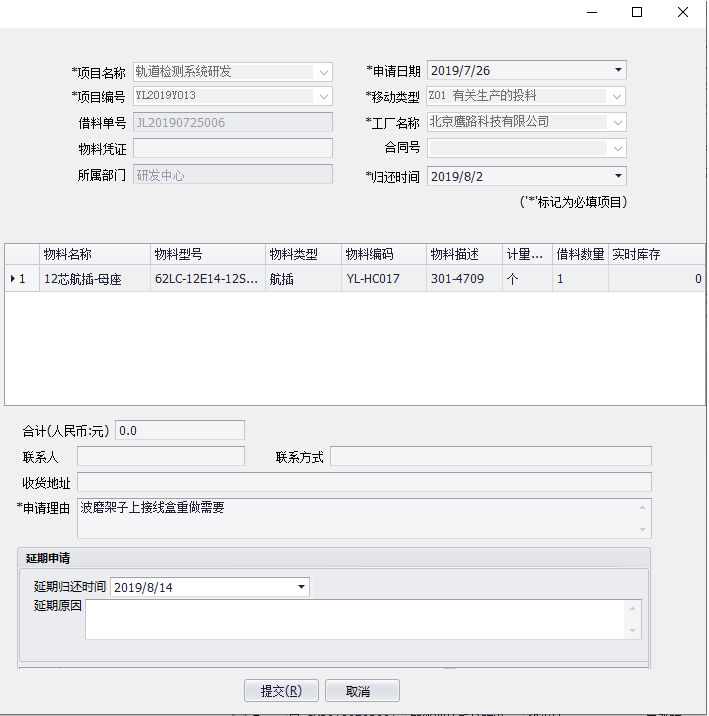 *项目名称 轨道检测系统研发 *申请日期 2019/7/26
*项目编号 YL2019Y013 *移动类型 Z01 有关生产的投料
借料单号 JL20190725006 *工厂名称 北京鹰路科技有限公司
物料凭证 合同号
所属部门 研发中心 *归还时间 2019/8/2
('*'标记为必填项目)
物料名称 物料型号 物料类型 物料编码 物料描述 计量... 借料数量 实时库存
1 12芯航插-母座 62LC-12E14-12S... 航插 YL-HC017 301-4709 个 1 0
合计(人民币:元) 0.0
联系人 联系方式
收货地址
*申请理由 波磨架子上接线盒重做需要
延期申请
延期归还时间 2019/8/14
延期原因
提交(R) 取消